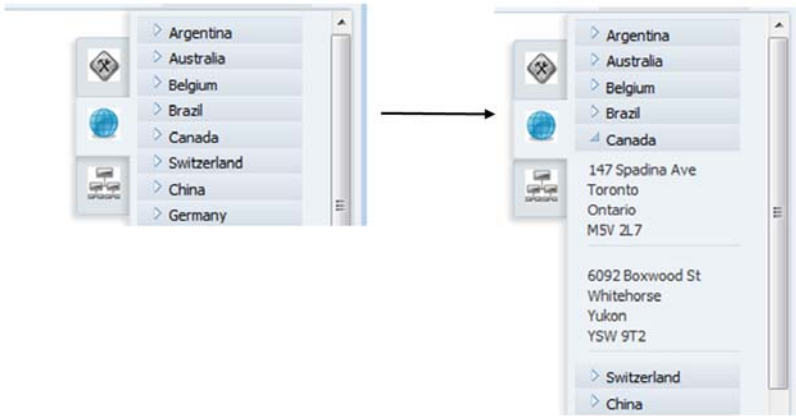 Argentina
Australia
Belgium
Brazil
Canada
Switzerland
China
Germany
Argentina
Australia
Belgium
Brazil
Canada
147 Spadina Ave
Toronto
Ontario
M5V 2L7
6092 Boxwood St
Whitehorse
Yukon
YSW 9T2
Switzerland
China